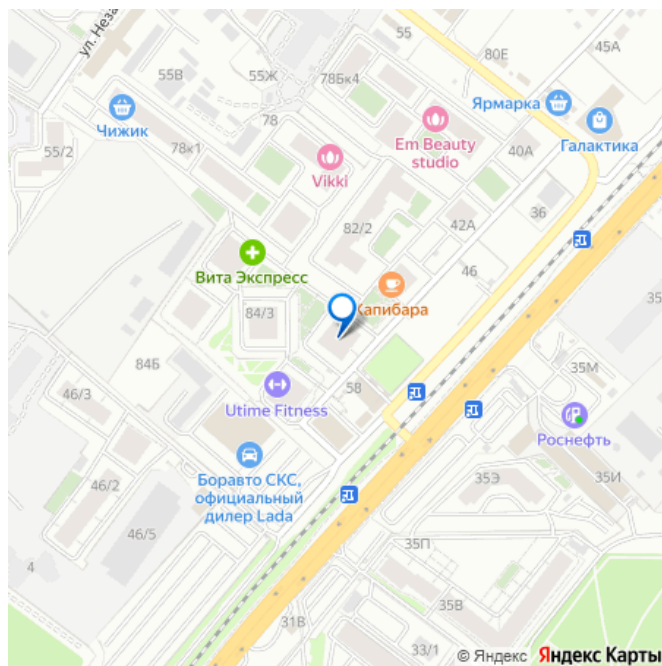 ул. Неза
55
45А
80Е
55В
55Ж
78Бк4
Ярмарка
Чижик
78
Em Beauty
studio
Галактика
55/2
78к1
40А
Vikki
82/2
42А
36
Вита Экспресс
46
35
84/3
Капибара
84Б
58
35М
46/3
Utime Fitness
Роснефть
Боравто СКС,
официальный
дилер Lada
46/2
35Э
35И
46/5
35П
4
35В
31В
33/1
© Яндекс Яндекс Карты